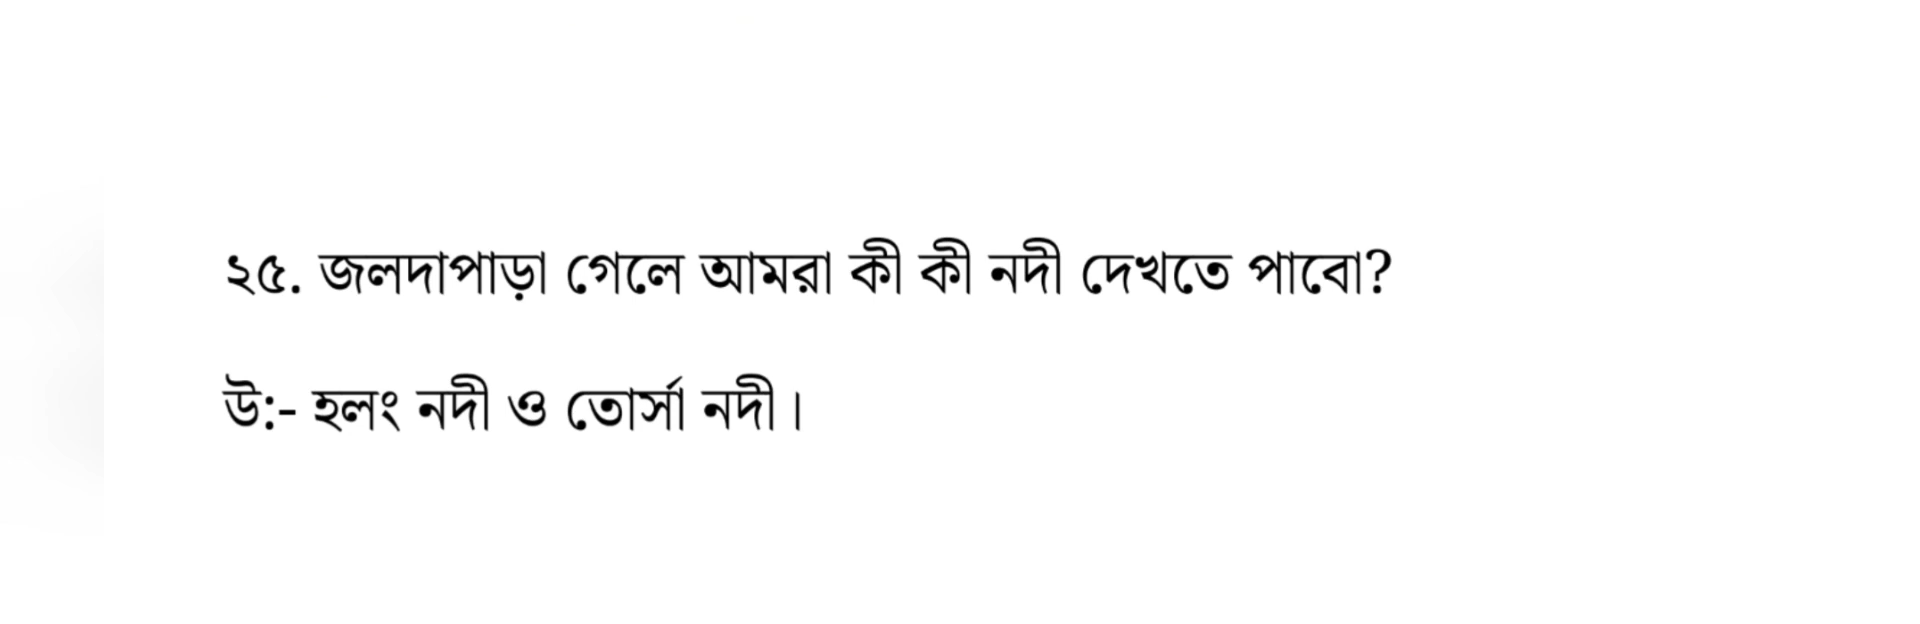 ২৫. জলদাপাড়া গেলে আমরা কী কী নদী দেখতে পাবো?
উ:- হলং নদী ও তোর্সা নদী।